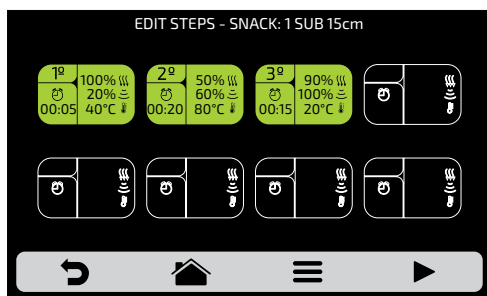 EDIT STEPS - SNACK: 1 SUB 15cm
1º 100%
20%
00:05 40°C
2º 50%
60%
00:20 80°C
3º 90%
100%
00:15 20°C